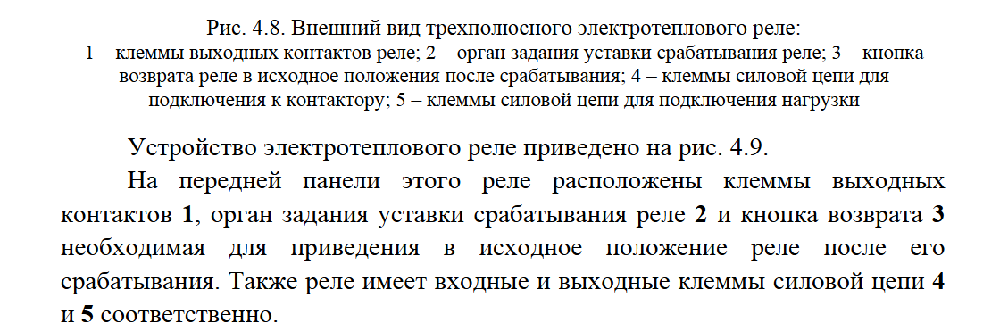 Рис. 4.8. Внешний вид трехполюсного электротеплового реле:
1 – клеммы выходных контактов реле; 2 – орган задания уставки срабатывания реле; 3 – кнопка
возврата реле в исходное положения после срабатывания; 4 – клеммы силовой цепи для
подключения к контактору; 5 – клеммы силовой цепи для подключения нагрузки
Устройство электротеплового реле приведено на рис. 4.9.
На передней панели этого реле расположены клеммы выходных
контактов 1, орган задания уставки срабатывания реле 2 и кнопка возврата 3
необходимая для приведения в исходное положение реле после его
срабатывания. Также реле имеет входные и выходные клеммы силовой цепи 4
и 5 соответственно.